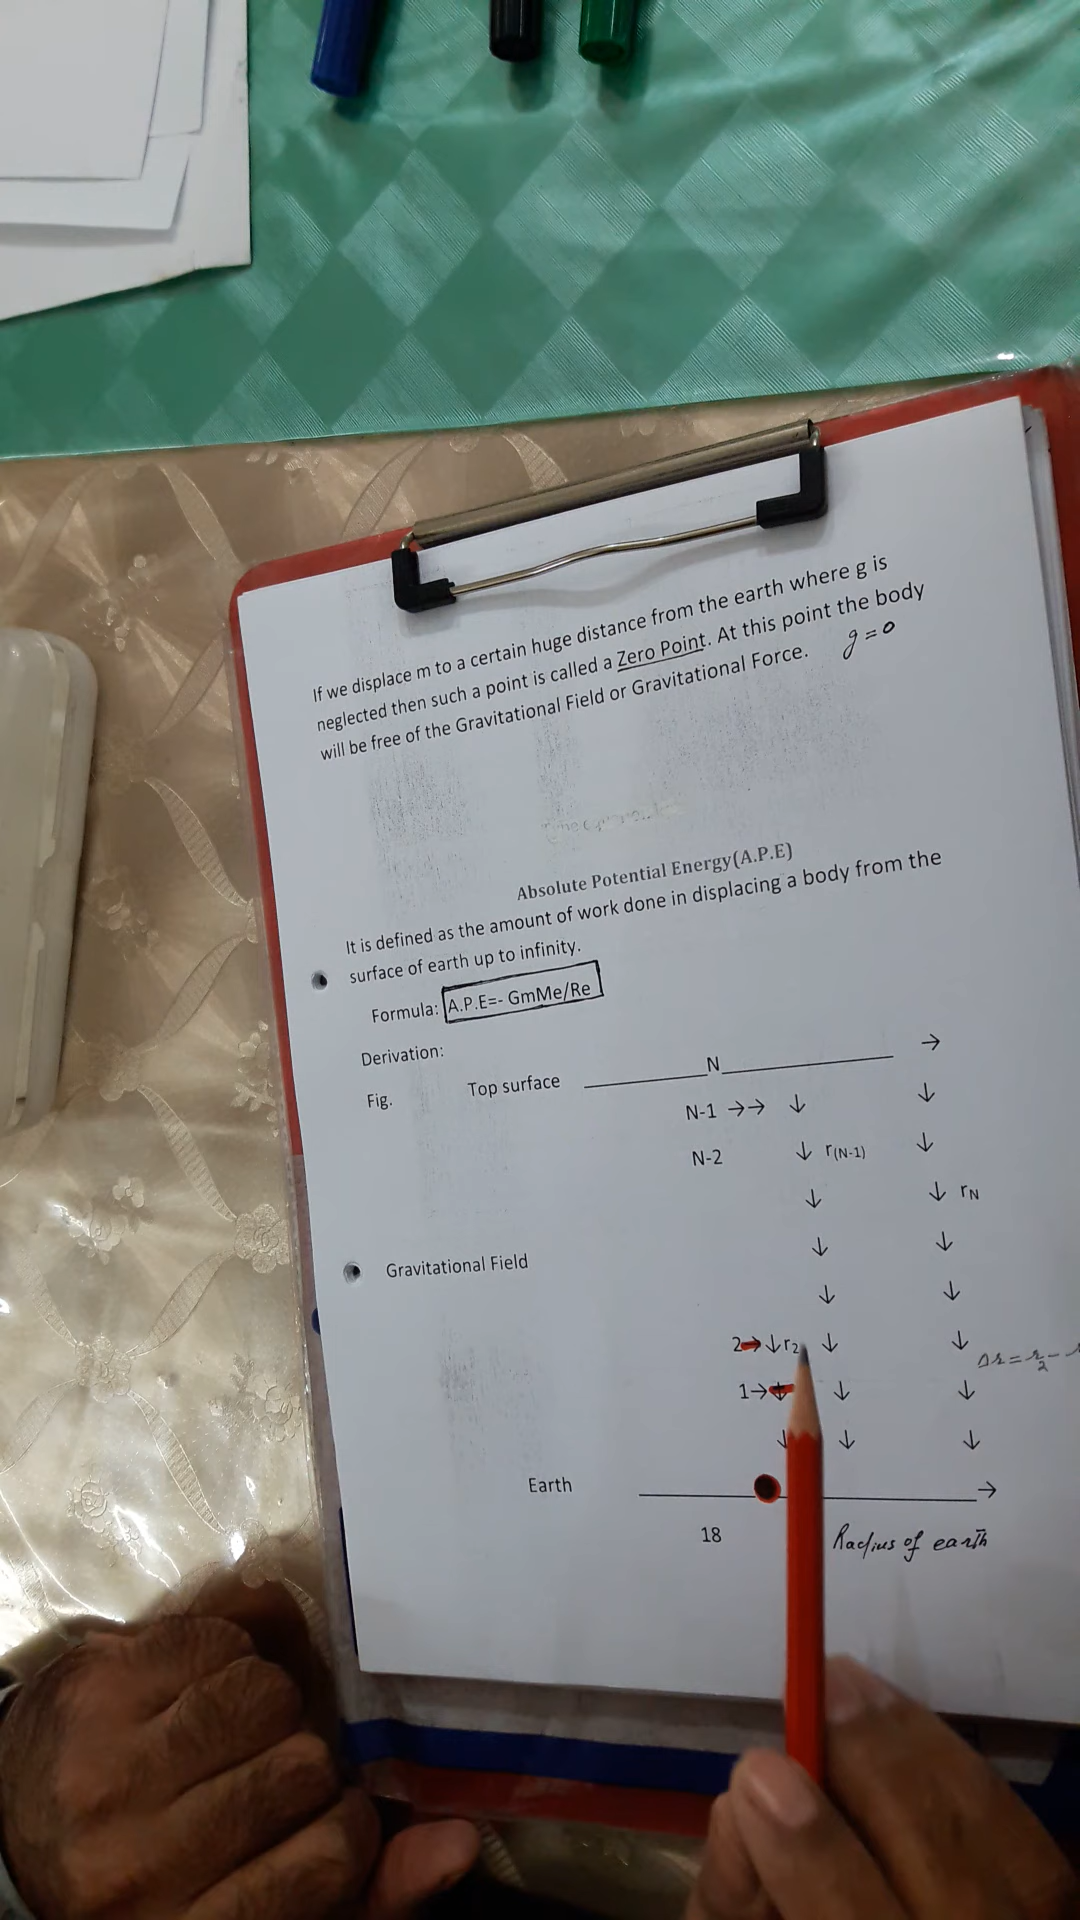 If we displace m to a certain huge distance from the earth where g is
neglected then such a point is called a Zero Point. At this point the body
will be free of the Gravitational Field or Gravitational Force. g=0
Absolute Potential Energy(A.P.E)
It is defined as the amount of work done in displacing a body from the
surface of earth up to infinity.
Formula: A.P.E=- GmMe/Re
Derivation:
Fig. Top surface ________N____________ →
N-1 →→ ↓ ↓
N-2 ↓ r(N-1) ↓
↓ ↓ rN
Gravitational Field ↓ ↓
↓ ↓
2→ ↓r2 ↓ ↓ Δr=r2-
1→↓ ↓ ↓
↓ ↓ ↓
Earth ____________________ →
18 Radius of earth